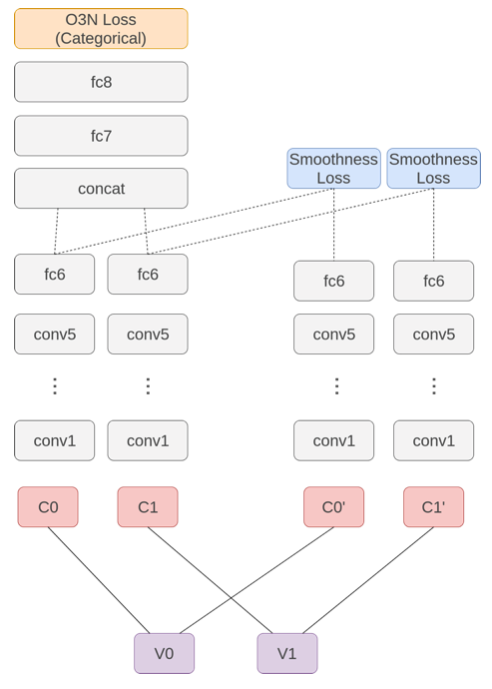 O3N Loss
(Categorical)
fc8
fc7
concat
Smoothness
Loss
Smoothness
Loss
fc6
fc6
fc6
fc6
conv5
conv5
conv5
conv5
conv1
conv1
conv1
conv1
C0
C1
C0'
C1'
V0
V1